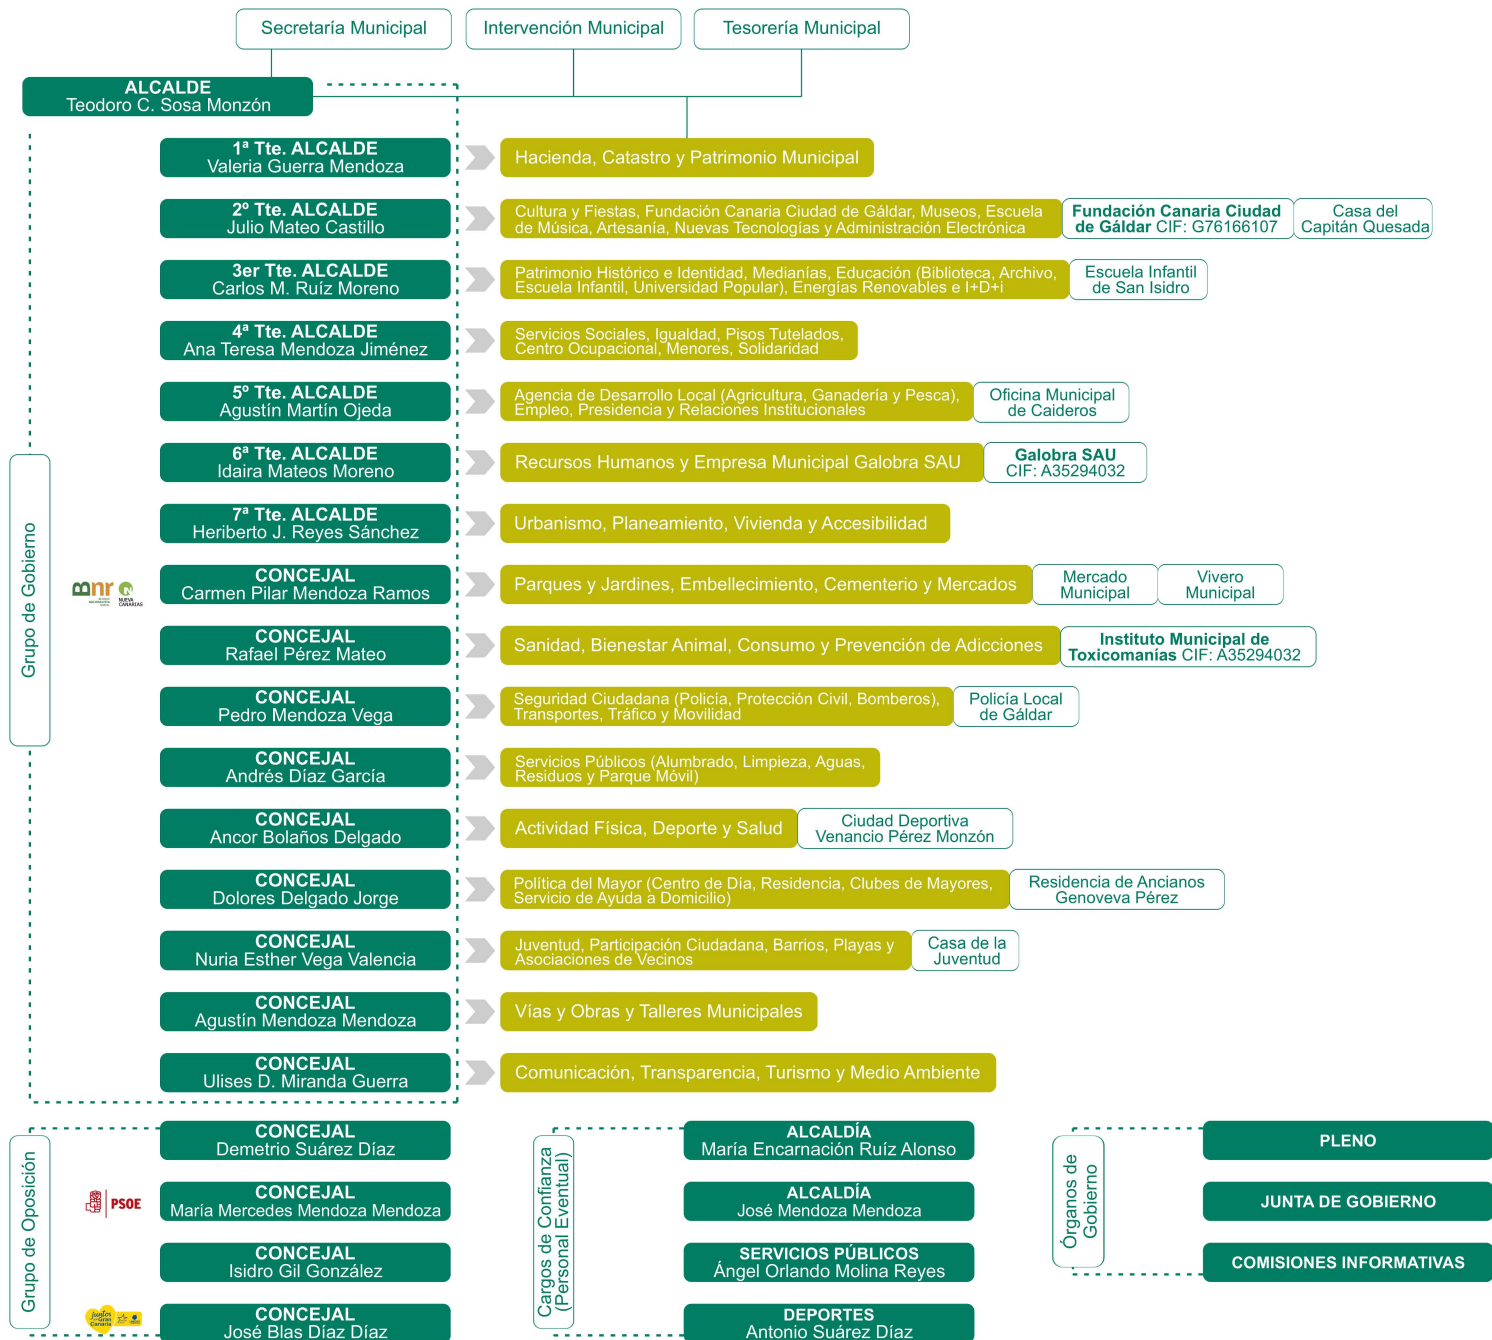 Secretaría Municipal
Intervención Municipal
Tesorería Municipal
ALCALDE
Teodoro C. Sosa Monzón
Grupo de Gobierno
1ª Tte. ALCALDE
Valeria Guerra Mendoza
Hacienda, Catastro y Patrimonio Municipal
2º Tte. ALCALDE
Julio Mateo Castillo
Cultura y Fiestas, Fundación Canaria Ciudad de Gáldar, Museos, Escuela
de Música, Artesanía, Nuevas Tecnologías y Administración Electrónica
Fundación Canaria Ciudad
de Gáldar CIF: G76166107
Casa del
Capitán Quesada
3er Tte. ALCALDE
Carlos M. Ruíz Moreno
Patrimonio Histórico e Identidad, Medianías, Educación (Biblioteca, Archivo,
Escuela Infantil, Universidad Popular), Energías Renovables e I+D+i
Escuela Infantil
de San Isidro
4ª Tte. ALCALDE
Ana Teresa Mendoza Jiménez
Servicios Sociales, Igualdad, Pisos Tutelados,
Centro Ocupacional, Menores, Solidaridad
5º Tte. ALCALDE
Agustín Martín Ojeda
Agencia de Desarrollo Local (Agricultura, Ganadería y Pesca),
Empleo, Presidencia y Relaciones Institucionales
Oficina Municipal
de Caideros
6ª Tte. ALCALDE
Idaira Mateos Moreno
Recursos Humanos y Empresa Municipal Galobra SAU
Galobra SAU
CIF: A35294032
7ª Tte. ALCALDE
Heriberto J. Reyes Sánchez
Urbanismo, Planeamiento, Vivienda y Accesibilidad
Bnr
NUEVA
CANARIAS
CONCEJAL
Carmen Pilar Mendoza Ramos
Parques y Jardines, Embellecimiento, Cementerio y Mercados
Mercado
Municipal
Vivero
Municipal
CONCEJAL
Rafael Pérez Mateo
Sanidad, Bienestar Animal, Consumo y Prevención de Adicciones
Instituto Municipal de
Toxicomanías CIF: A35294032
CONCEJAL
Pedro Mendoza Vega
Seguridad Ciudadana (Policía, Protección Civil, Bomberos),
Transportes, Tráfico y Movilidad
Policía Local
de Gáldar
CONCEJAL
Andrés Díaz García
Servicios Públicos (Alumbrado, Limpieza, Aguas,
Residuos y Parque Móvil)
CONCEJAL
Ancor Bolaños Delgado
Actividad Física, Deporte y Salud
Ciudad Deportiva
Venancio Pérez Monzón
CONCEJAL
Dolores Delgado Jorge
Política del Mayor (Centro de Día, Residencia, Clubes de Mayores,
Servicio de Ayuda a Domicilio)
Residencia de Ancianos
Genoveva Pérez
CONCEJAL
Nuria Esther Vega Valencia
Juventud, Participación Ciudadana, Barrios, Playas y
Asociaciones de Vecinos
Casa de la
Juventud
CONCEJAL
Agustín Mendoza Mendoza
Vías y Obras y Talleres Municipales
CONCEJAL
Ulises D. Miranda Guerra
Comunicación, Transparencia, Turismo y Medio Ambiente
Grupo de Oposición
CONCEJAL
Demetrio Suárez Díaz
PSOE
CONCEJAL
María Mercedes Mendoza Mendoza
CONCEJAL
Isidro Gil González
Juntos
Gran
Canaria
CONCEJAL
José Blas Díaz Díaz
Cargos de Confianza
(Personal Eventual)
ALCALDÍA
María Encarnación Ruíz Alonso
ALCALDÍA
José Mendoza Mendoza
SERVICIOS PÚBLICOS
Ángel Orlando Molina Reyes
DEPORTES
Antonio Suárez Díaz
Órganos de
Gobierno
PLENO
JUNTA DE GOBIERNO
COMISIONES INFORMATIVAS